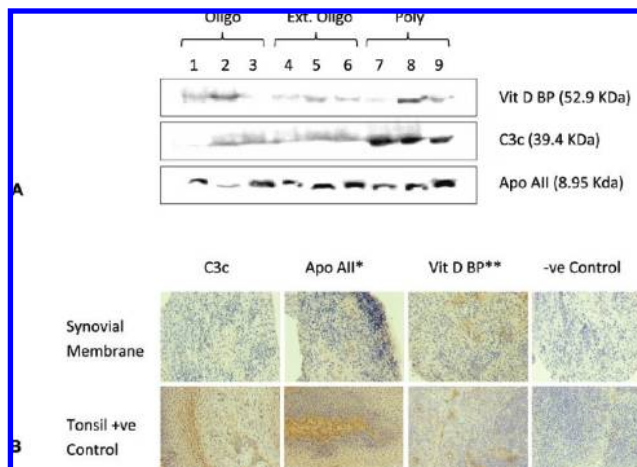 Oligo Ext. Oligo Poly
1 2 3 4 5 6 7 8 9
Vit D BP (52.9 KDa)
C3c (39.4 KDa)
Apo AII (8.95 Kda)
A
C3c Apo AII* Vit D BP** -ve Control
Synovial
Membrane
Tonsil +ve
Control
B